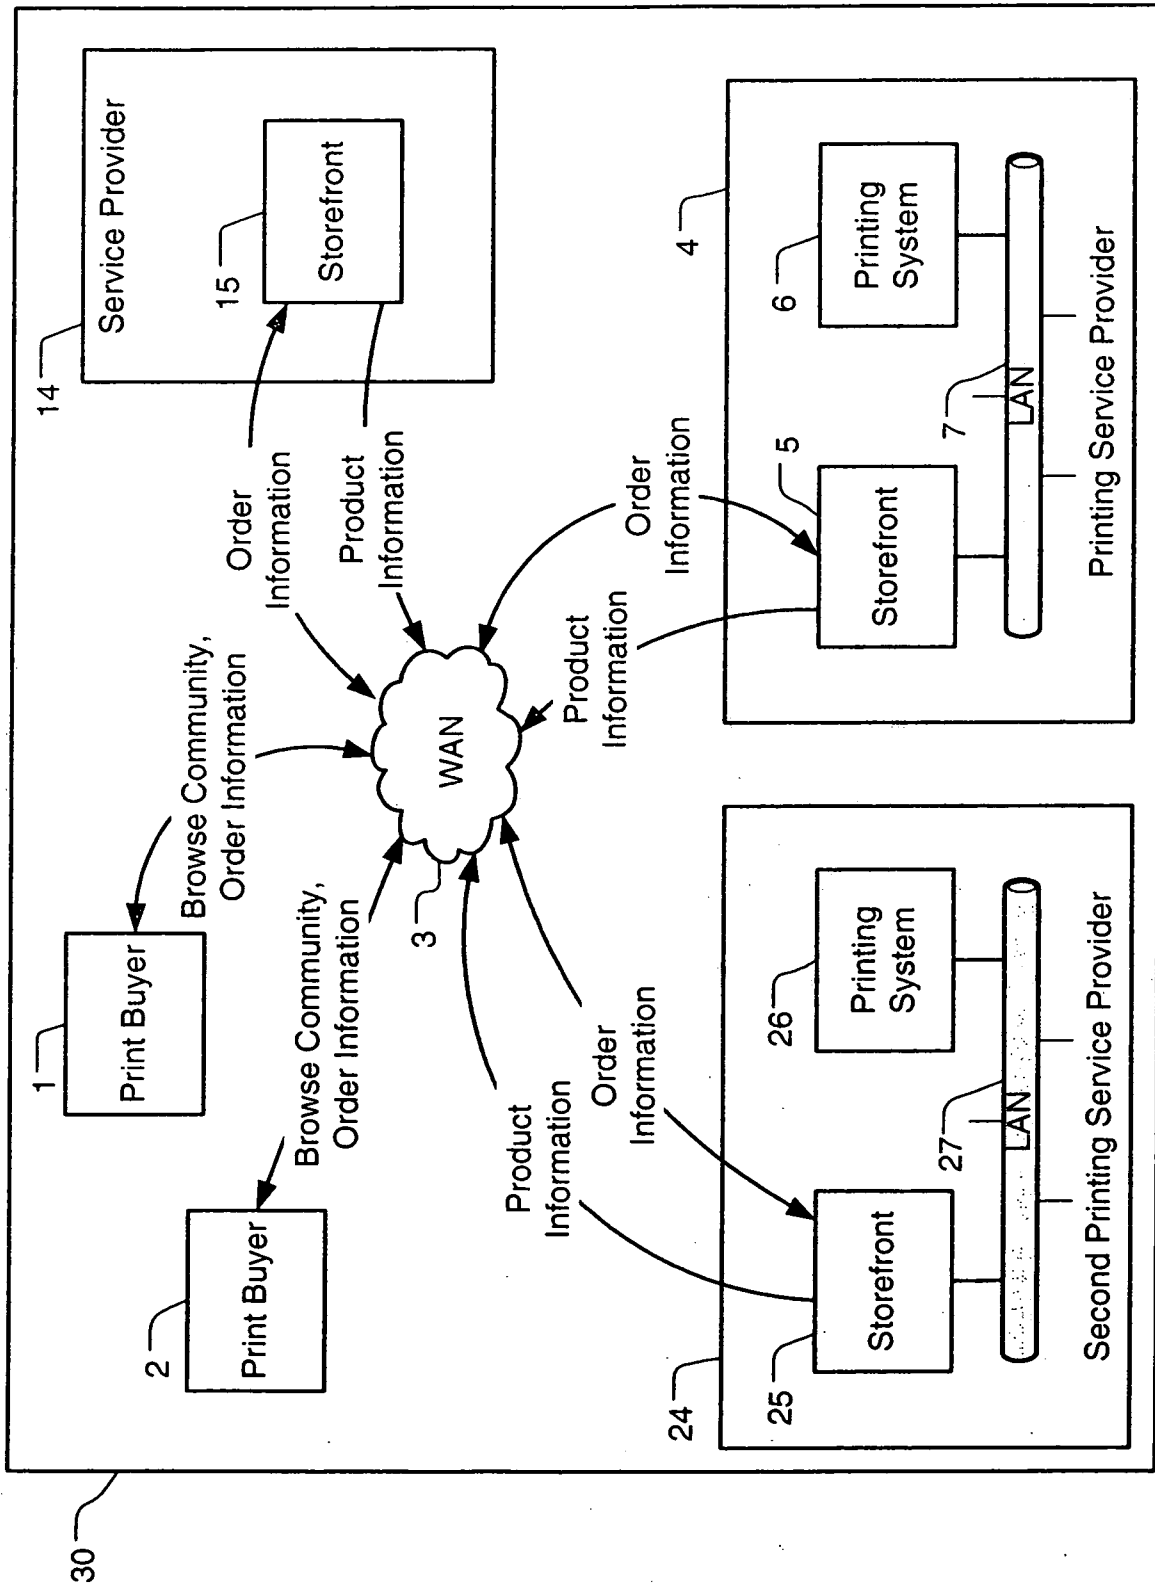 30
1
Print Buyer
2
Print Buyer
Browse Community,
Order Information
Browse Community,
Order Information
14
Service Provider
15
Storefront
Order
Information
Product
Information
3
WAN
Product
Information
Order
Information
Product
Information
Order
Information
24
25
Storefront
26
Printing
System
27
LAN
Second Printing Service Provider
4
5
Storefront
6
Printing
System
7
LAN
Printing Service Provider